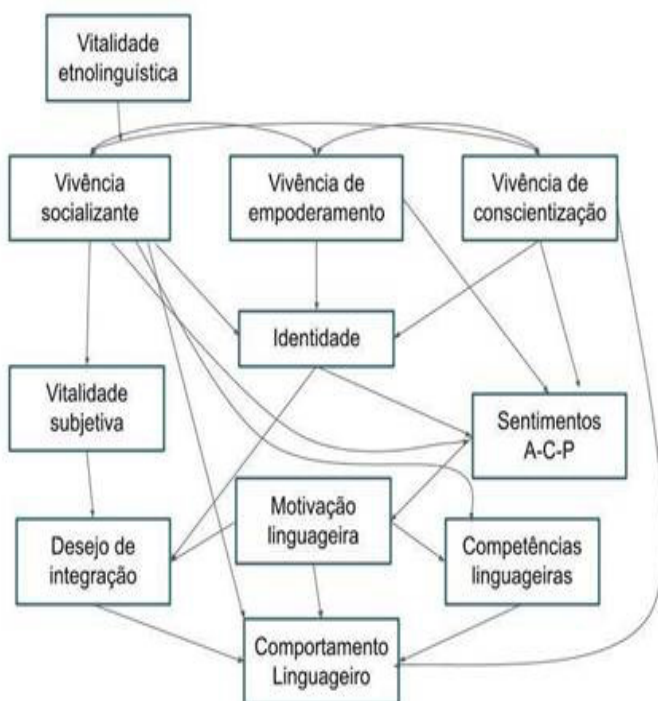 Vitalidade
etnolinguística
Vivência
socializante
Vivência de
empoderamento
Vivência de
conscientização
Identidade
Vitalidade
subjetiva
Sentimentos
A-C-P
Motivação
linguageira
Desejo de
integração
Competências
linguageiras
Comportamento
Linguageiro